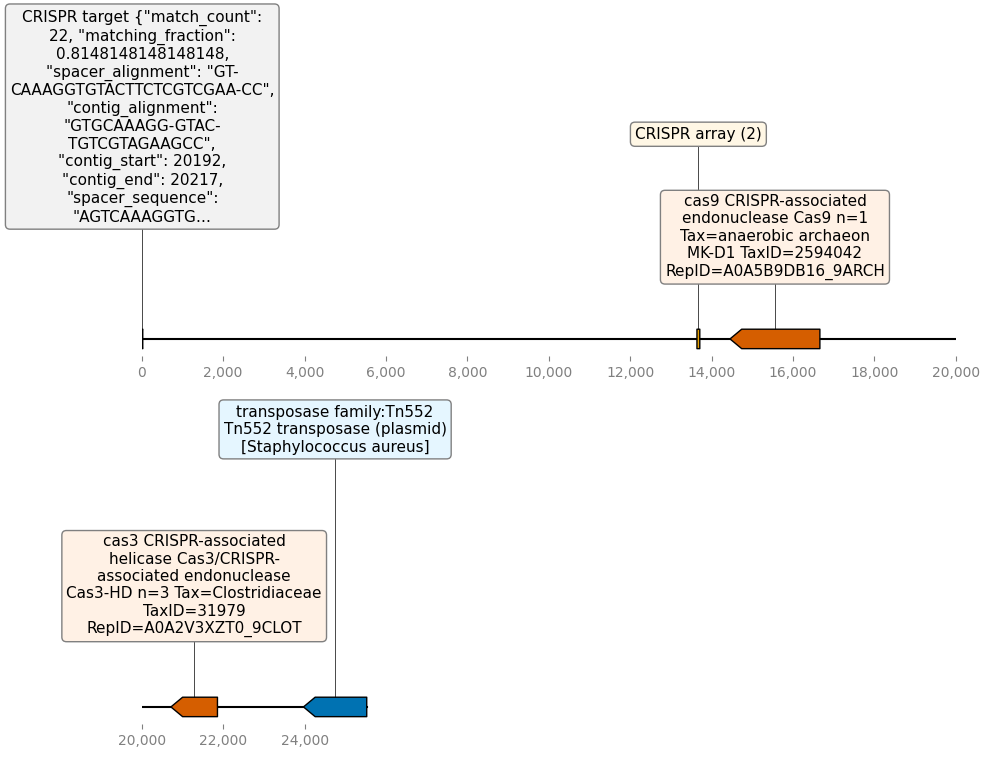 CRISPR target {"match_count":
22, "matching_fraction":
0.8148148148148148,
"spacer_alignment": "GT-
CAAAGGTGTACTTCTCGTCGAA-CC",
"contig_alignment":
"GTGCAAAGG-GTAC-
TGTCGTAGAAGCC",
"contig_start": 20192,
"contig_end": 20217,
"spacer_sequence":
"AGTCAAAGGTG...
CRISPR array (2)
cas9 CRISPR-associated
endonuclease Cas9 n=1
Tax=anaerobic archaeon
MK-D1 TaxID=2594042
RepID=A0A5B9DB16_9ARCH
0 2,000 4,000 6,000 8,000 10,000 12,000 14,000 16,000 18,000 20,000
transposase family:Tn552
Tn552 transposase (plasmid)
[Staphylococcus aureus]
cas3 CRISPR-associated
helicase Cas3/CRISPR-
associated endonuclease
Cas3-HD n=3 Tax=Clostridiaceae
TaxID=31979
RepID=A0A2V3XZT0_9CLOT
20,000 22,000 24,000